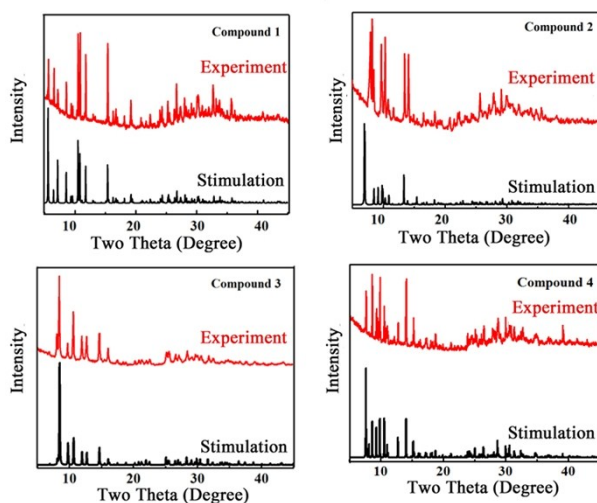 Compound 1
Experiment
Intensity
Stimulation
10 20 30 40
Two Theta (Degree)
Compound 2
Experiment
Intensity
Stimulation
10 20 30 40
Two Theta (Degree)
Compound 3
Experiment
Intensity
Stimulation
10 20 30 40
Two Theta (Degree)
Compound 4
Experiment
Intensity
Stimulation
10 20 30 40
Two Theta (Degree)